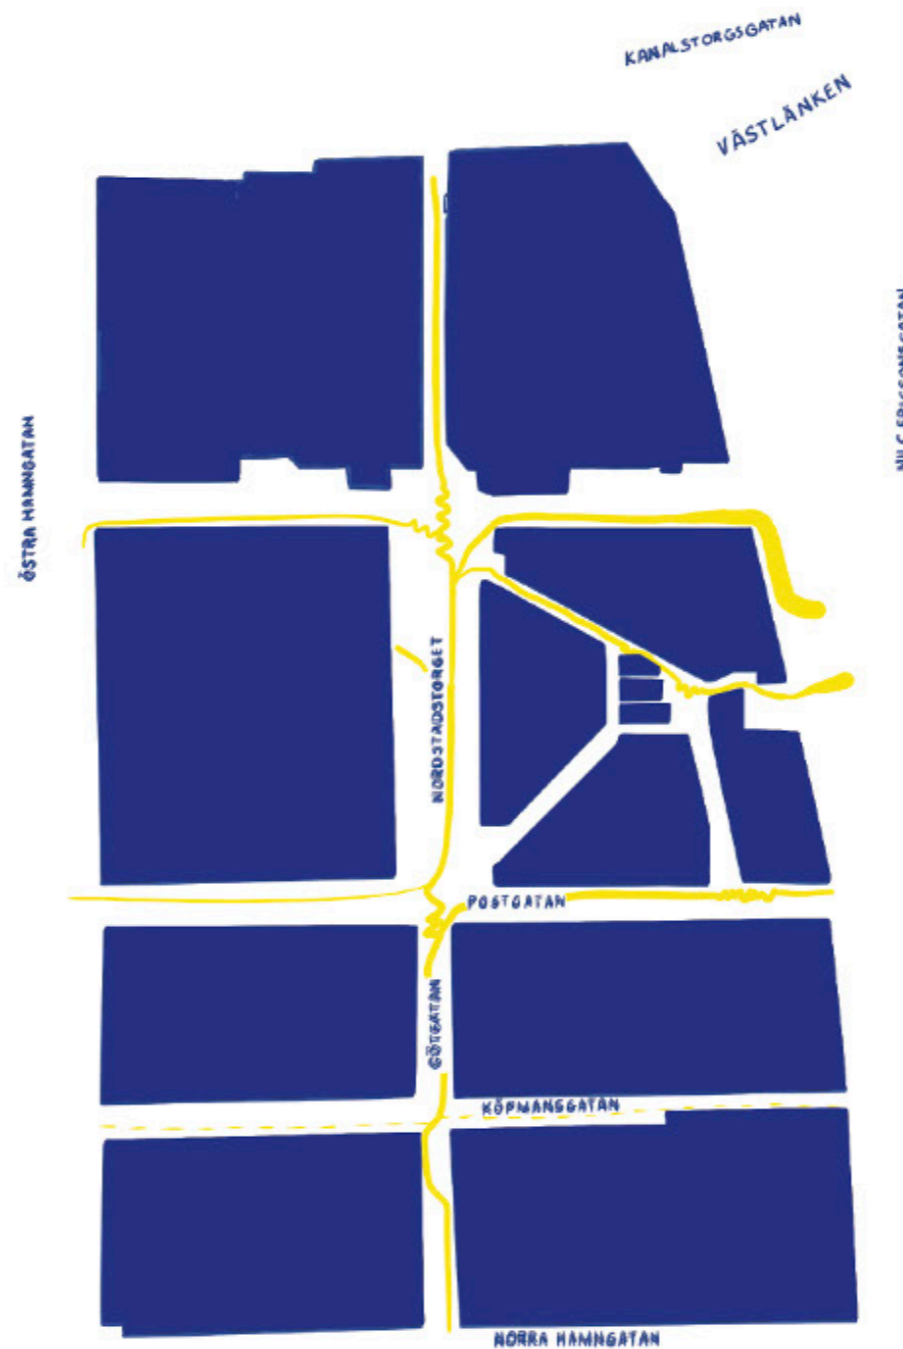 KANALSTORGSGATAN
VÄSTLÄNKEN
ÖSTRA HAMNGATAN
NORDSTADSTORGET
POSTGATAN
GÖTGATAN
KÖPMANSGATAN
NORRA HAMNGATAN